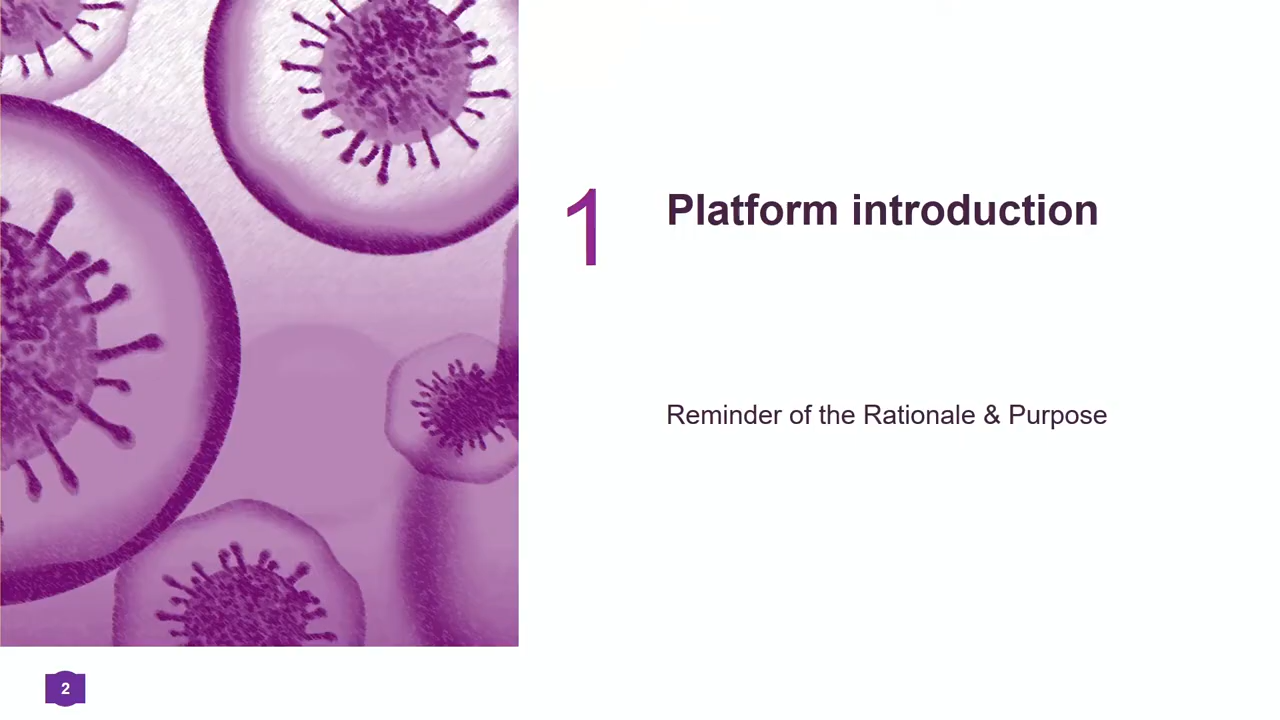 1
Platform introduction
Reminder of the Rationale & Purpose
2